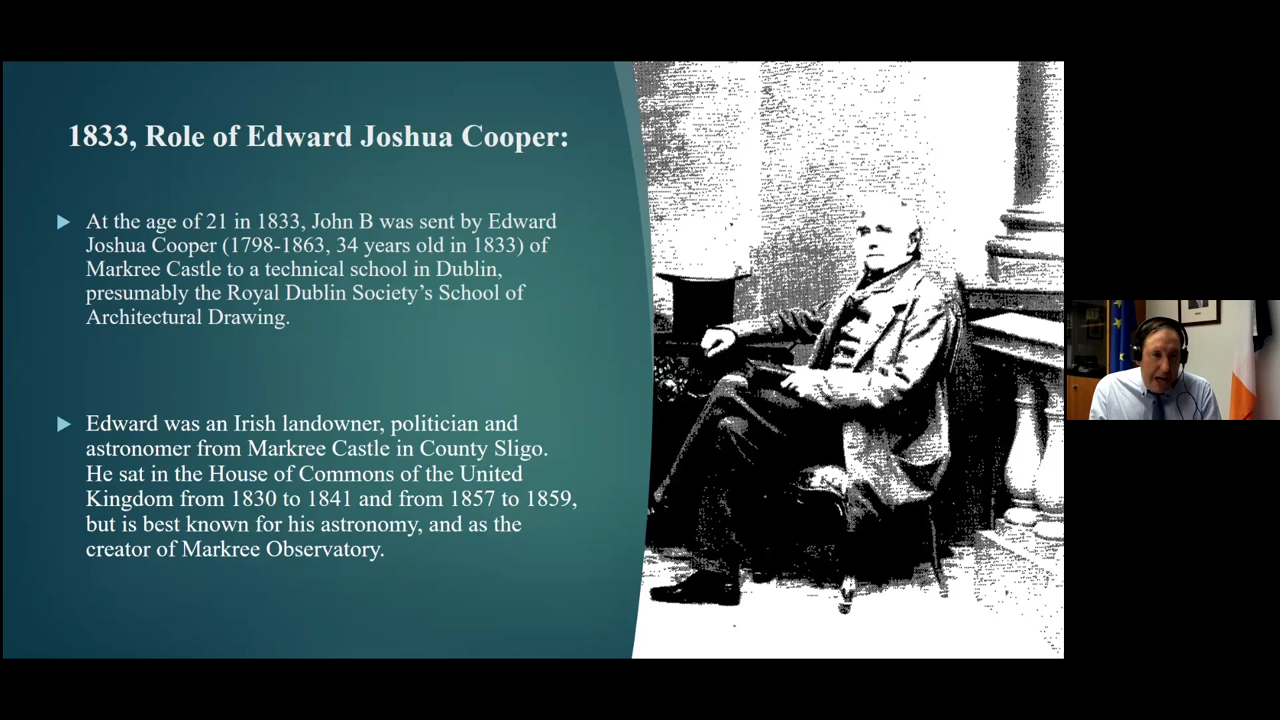 1833, Role of Edward Joshua Cooper:
At the age of 21 in 1833, John B was sent by Edward
Joshua Cooper (1798-1863, 34 years old in 1833) of
Markree Castle to a technical school in Dublin,
presumably the Royal Dublin Society’s School of
Architectural Drawing.
Edward was an Irish landowner, politician and
astronomer from Markree Castle in County Sligo.
He sat in the House of Commons of the United
Kingdom from 1830 to 1841 and from 1857 to 1859,
but is best known for his astronomy, and as the
creator of Markree Observatory.